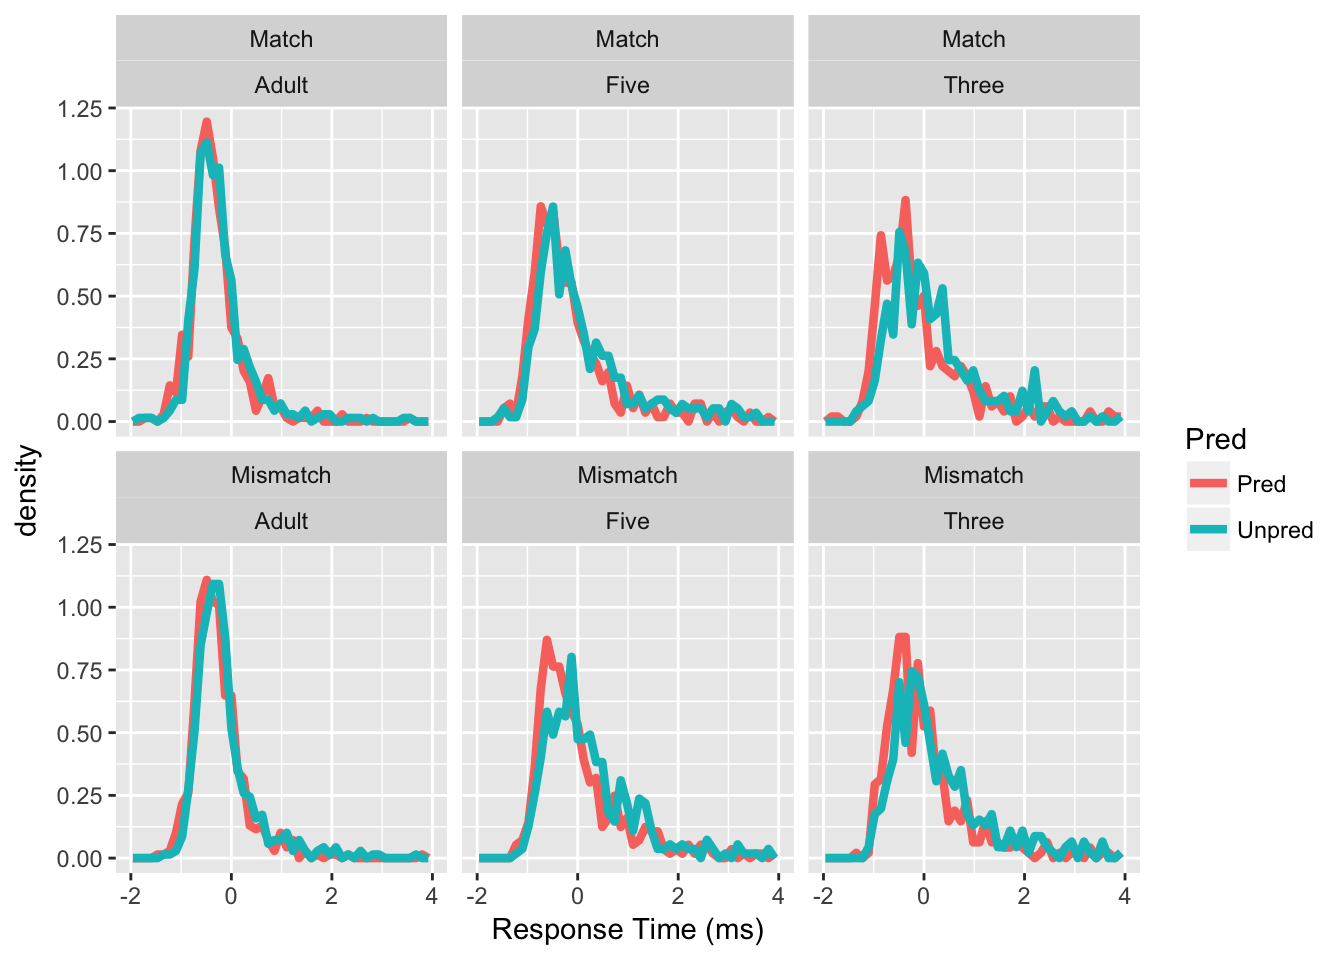 Match Match Match
Adult Five Three
1.25
1.00
0.75
0.50
0.25
0.00
density
Mismatch Mismatch Mismatch
Adult Five Three
1.25
1.00
0.75
0.50
0.25
0.00
-2 0 2 4 -2 0 2 4 -2 0 2 4
Response Time (ms)
Pred
Pred
Unpred